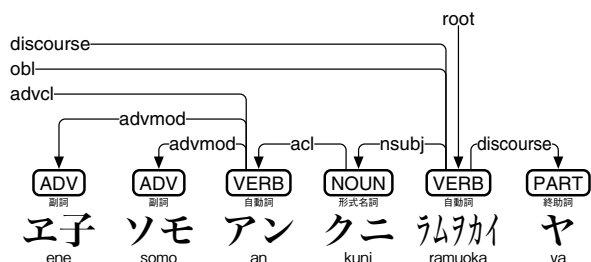 root
discourse
obl
advcl
advmod
advmod acl nsubj discourse
ADV ADV VERB NOUN VERB PART
副詞 副詞 自動詞 形式名詞 自動詞 終助詞
ヱ子 ソモ アン クニ ラムヲカイ ヤ
ene somo an kuni ramuoka ya